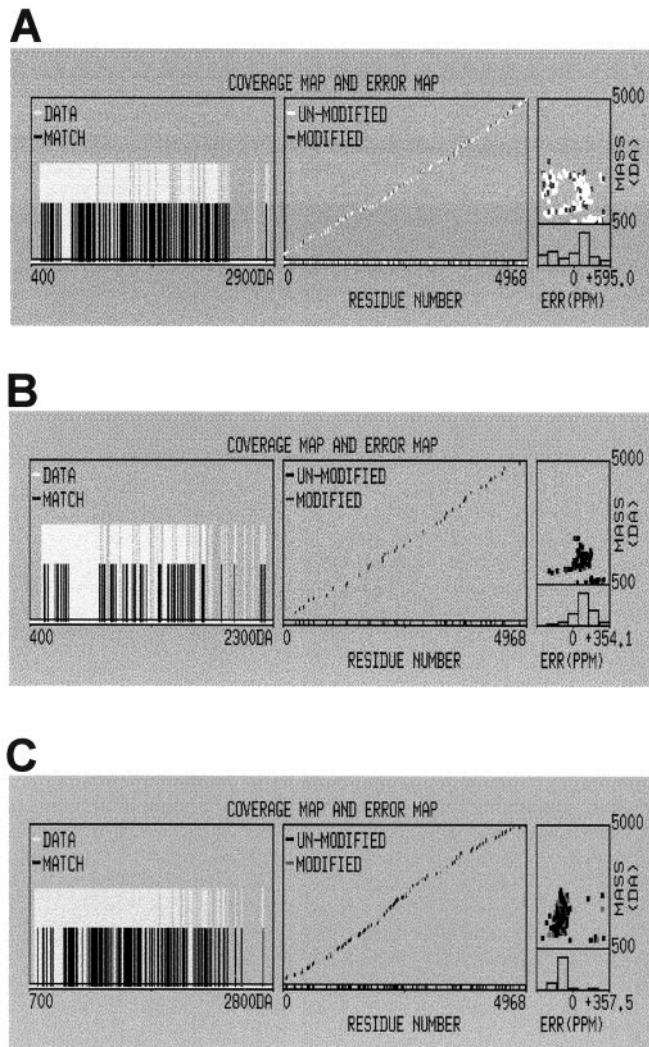 A
COVERAGE MAP AND ERROR MAP
DATA
MATCH
UN-MODIFIED
MODIFIED
5000
MASS (DA)
500
400 2900DA
0 4968
0 +595.0
RESIDUE NUMBER
ERR(PPM)
B
COVERAGE MAP AND ERROR MAP
DATA
MATCH
UN-MODIFIED
MODIFIED
5000
MASS (DA)
500
400 2300DA
0 4968
0 +354.1
RESIDUE NUMBER
ERR(PPM)
C
COVERAGE MAP AND ERROR MAP
DATA
MATCH
UN-MODIFIED
MODIFIED
5000
MASS (DA)
500
700 2800DA
0 4968
0 +357.5
RESIDUE NUMBER
ERR(PPM)